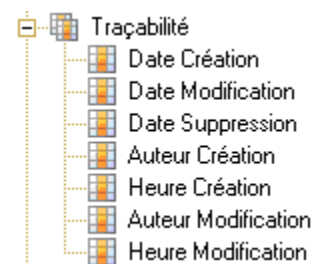 Traçabilité
Date Création
Date Modification
Date Suppression
Auteur Création
Heure Création
Auteur Modification
Heure Modification